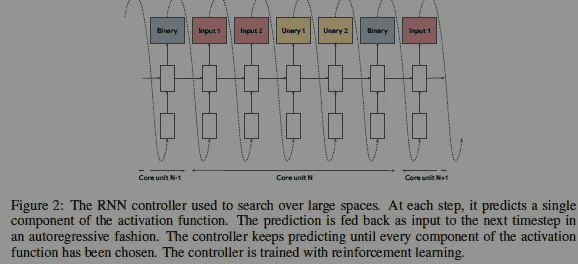 Binary Input 1 Input 2 Unary 1 Unary 2 Binary Input 1
... Core unit N-1 Core unit N Core unit N+1 ...
Figure 2: The RNN controller used to search over large spaces. At each step, it predicts a single
component of the activation function. The prediction is fed back as input to the next timestep in
an autoregressive fashion. The controller keeps predicting until every component of the activation
function has been chosen. The controller is trained with reinforcement learning.